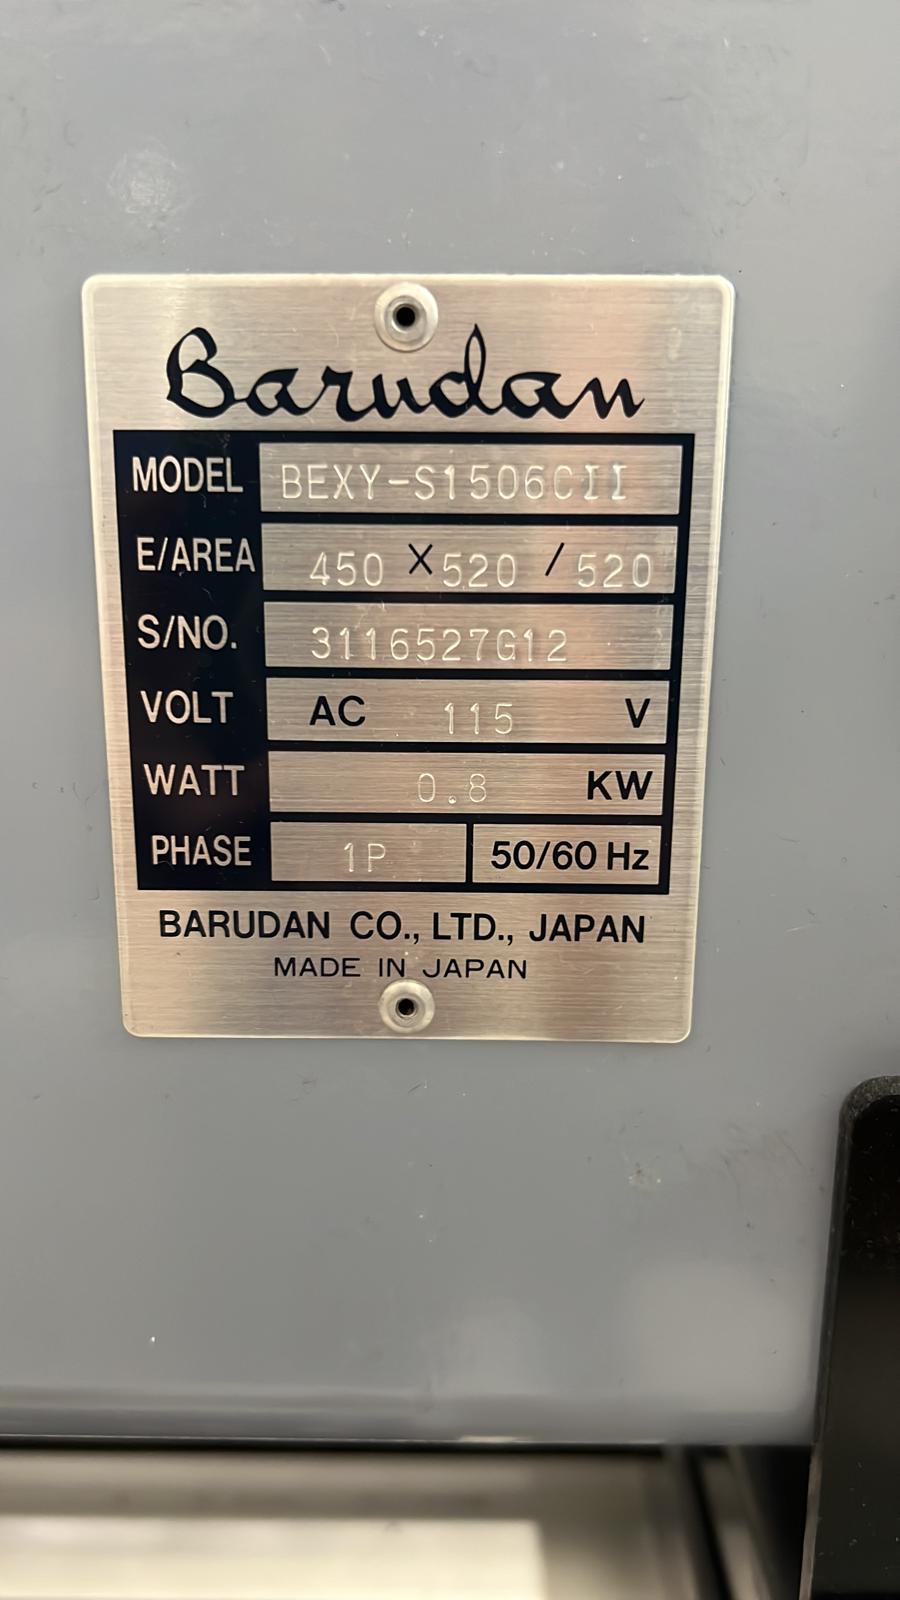 Barudan
MODEL BEXY-S1506CII
E/AREA 450 X 520 / 520
S/NO. 3116527G12
VOLT AC 115 V
WATT 0.8 KW
PHASE 1P 50/60 Hz
BARUDAN CO., LTD., JAPAN
MADE IN JAPAN